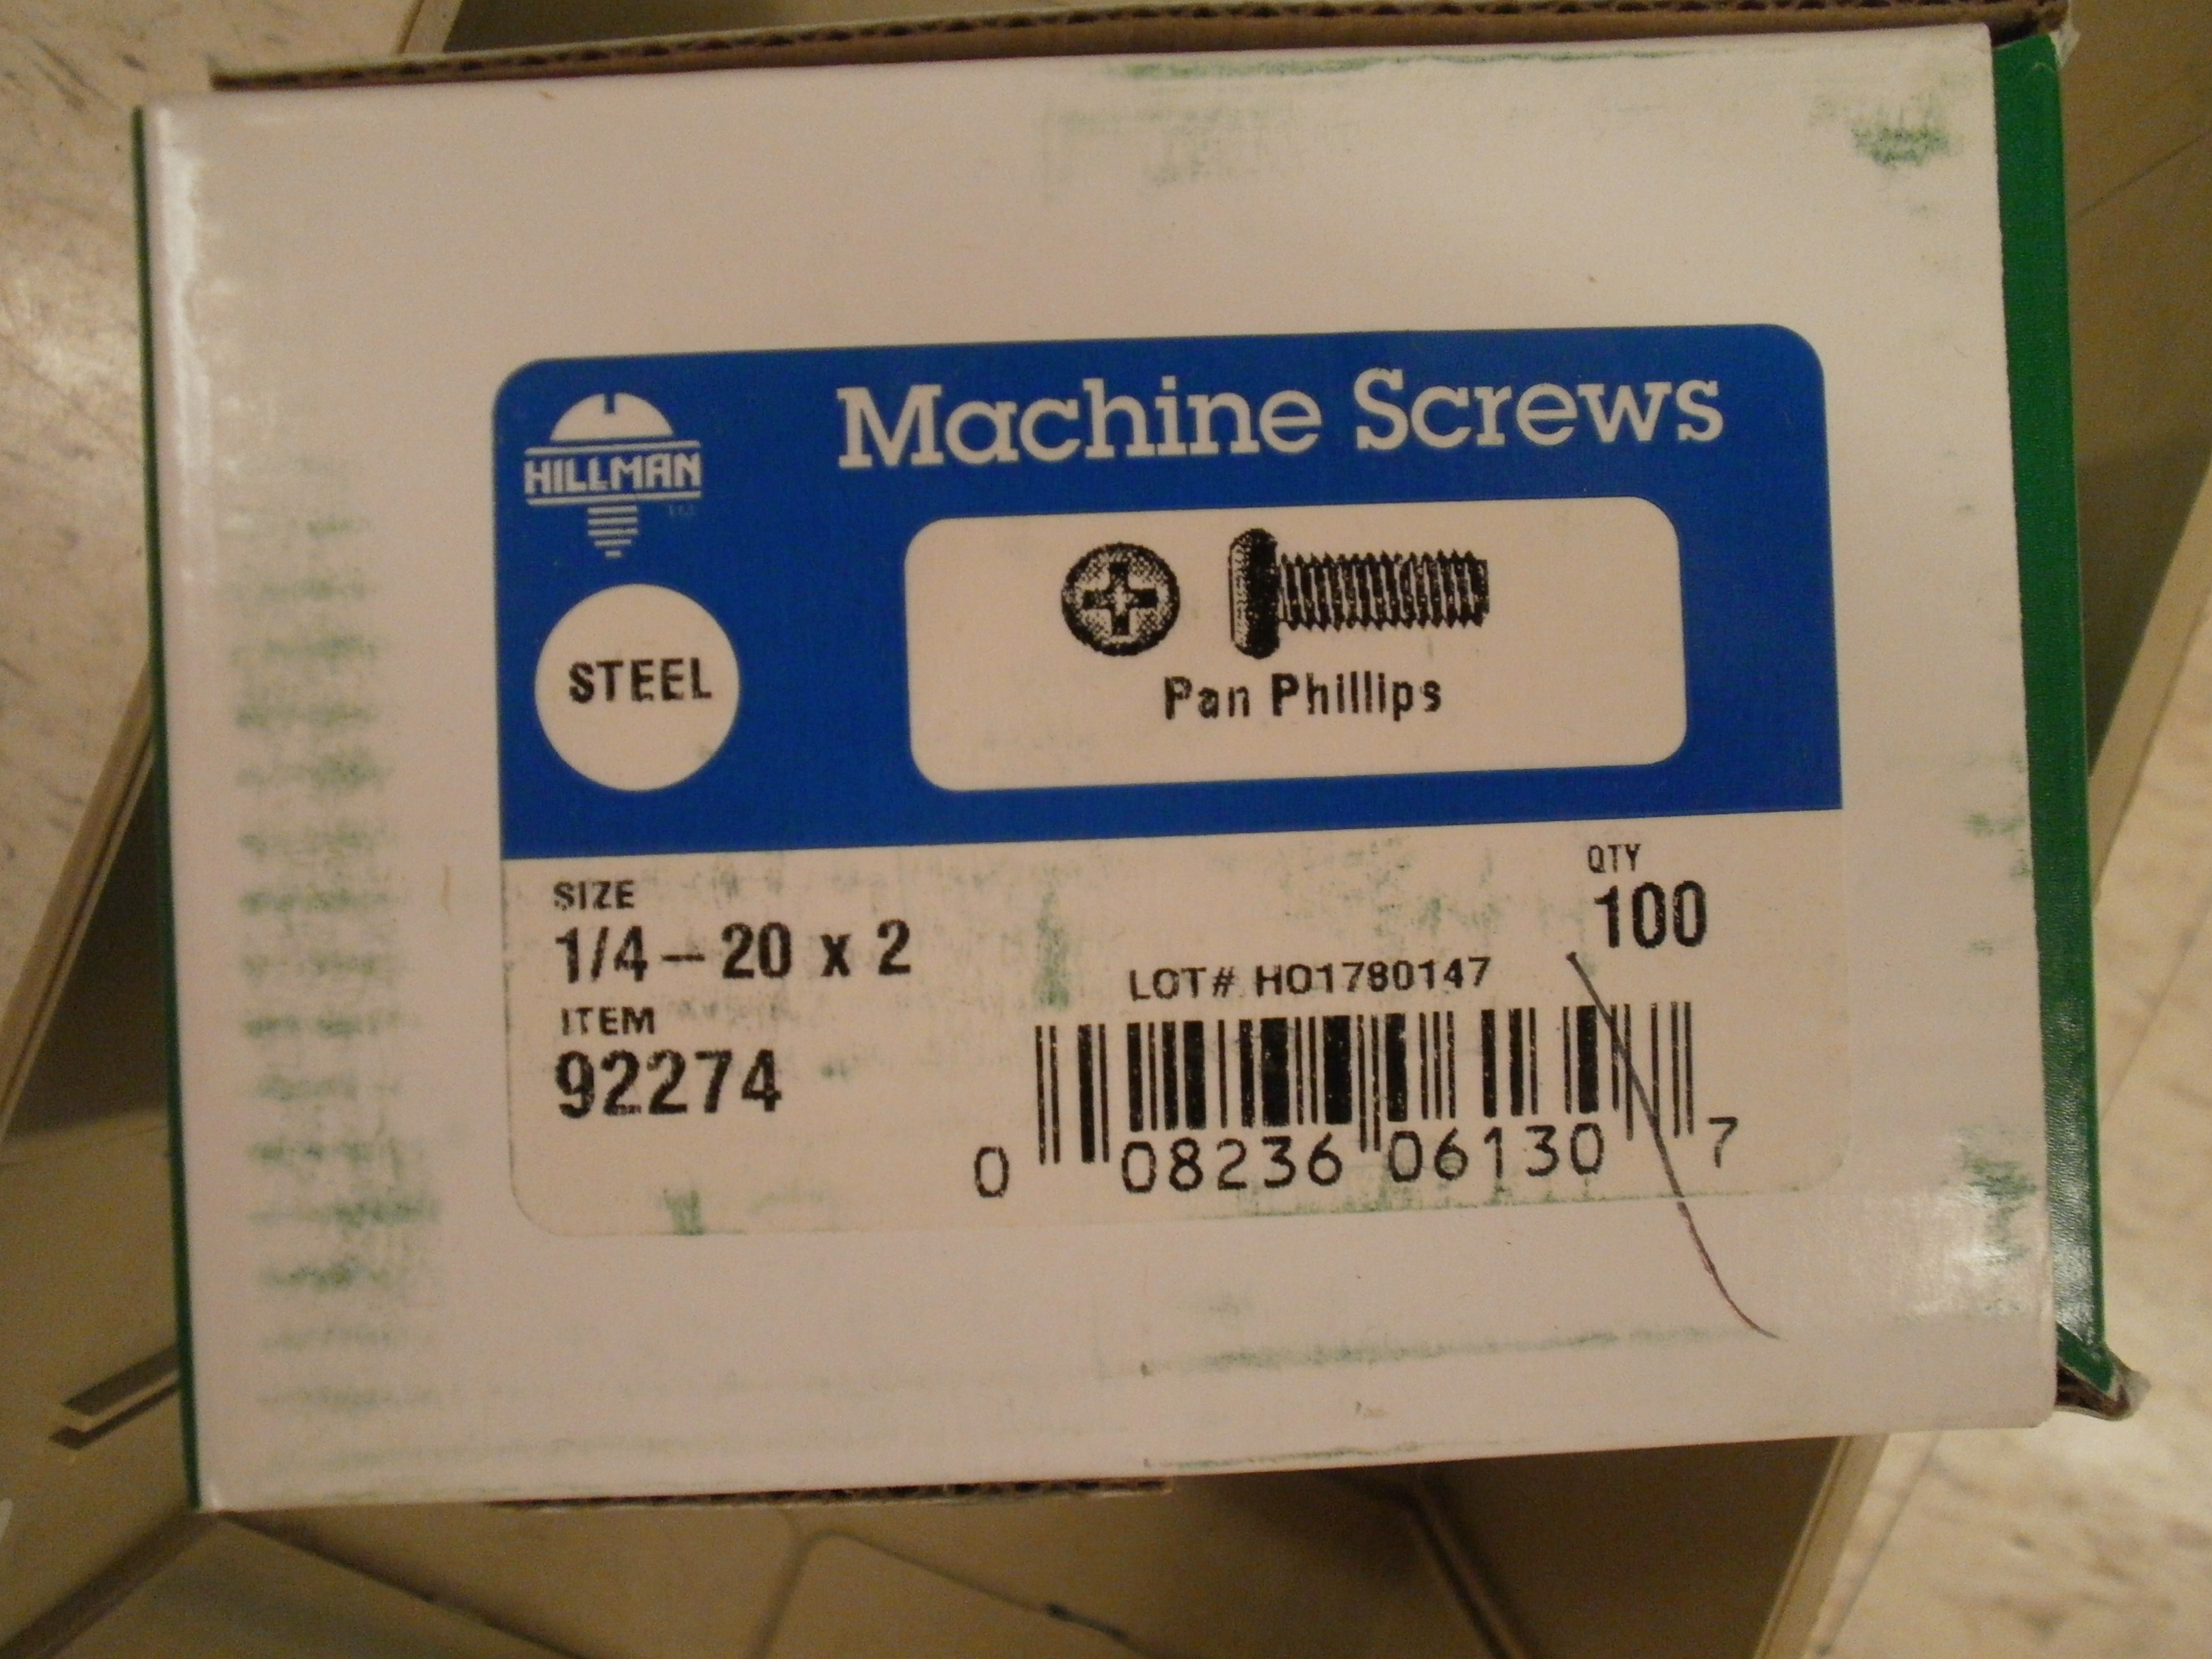 Machine Screws
HILLMAN
STEEL
Pan Phillips
SIZE
1/4-20 x 2
QTY
100
ITEM
92274
LOT# HO1780147
0 08236 06130 7